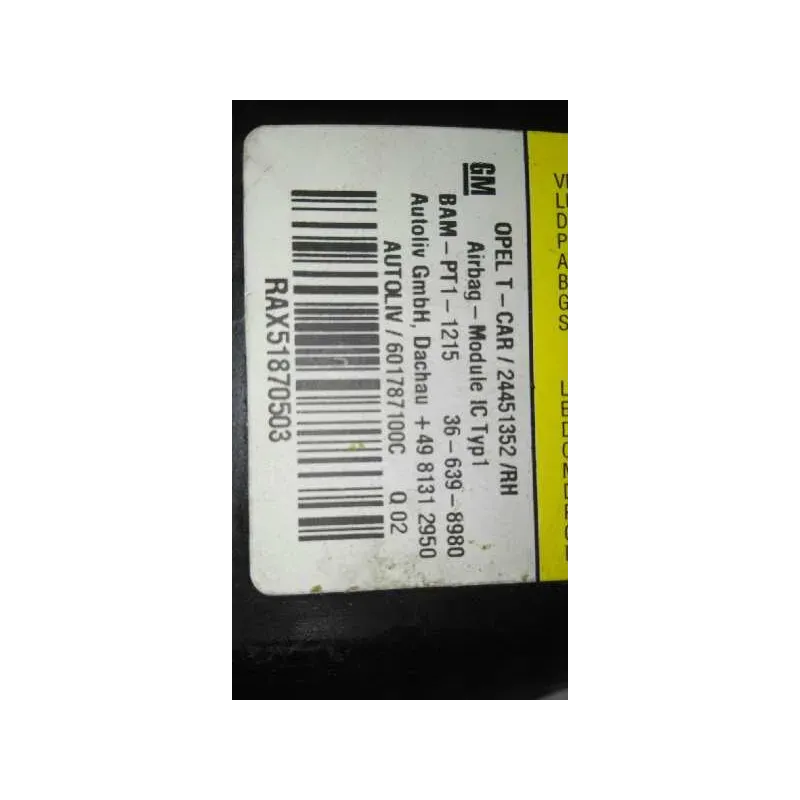 GM
OPEL T-CAR / 24451352 /RH
Airbag-Module IC Typ1
BAM-PT1-1215 36-639-8980
Autoliv GmbH, Dachau +49 8131 2950
AUTOLIV / 601787100C Q 02
RAX51870503